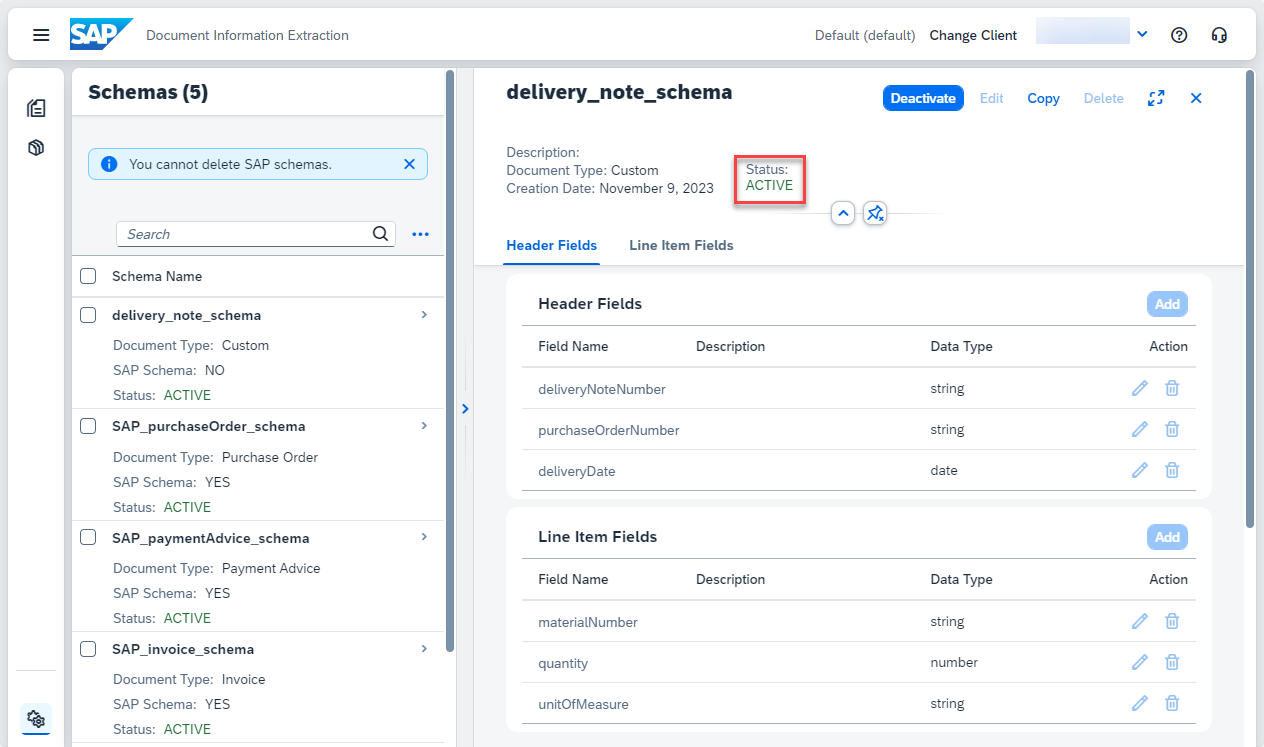 SAP Document Information Extraction
Default (default) Change Client
Schemas (5)
You cannot delete SAP schemas.
Search
Schema Name
delivery_note_schema
Document Type: Custom
SAP Schema: NO
Status: ACTIVE
SAP_purchaseOrder_schema
Document Type: Purchase Order
SAP Schema: YES
Status: ACTIVE
SAP_paymentAdvice_schema
Document Type: Payment Advice
SAP Schema: YES
Status: ACTIVE
SAP_invoice_schema
Document Type: Invoice
SAP Schema: YES
Status: ACTIVE
delivery_note_schema
Deactivate Edit Copy Delete
Description:
Document Type: Custom
Creation Date: November 9, 2023
Status:
ACTIVE
Header Fields Line Item Fields
Header Fields Add
Field Name Description Data Type Action
deliveryNoteNumber string
purchaseOrderNumber string
deliveryDate date
Line Item Fields Add
Field Name Description Data Type Action
materialNumber string
quantity number
unitOfMeasure string